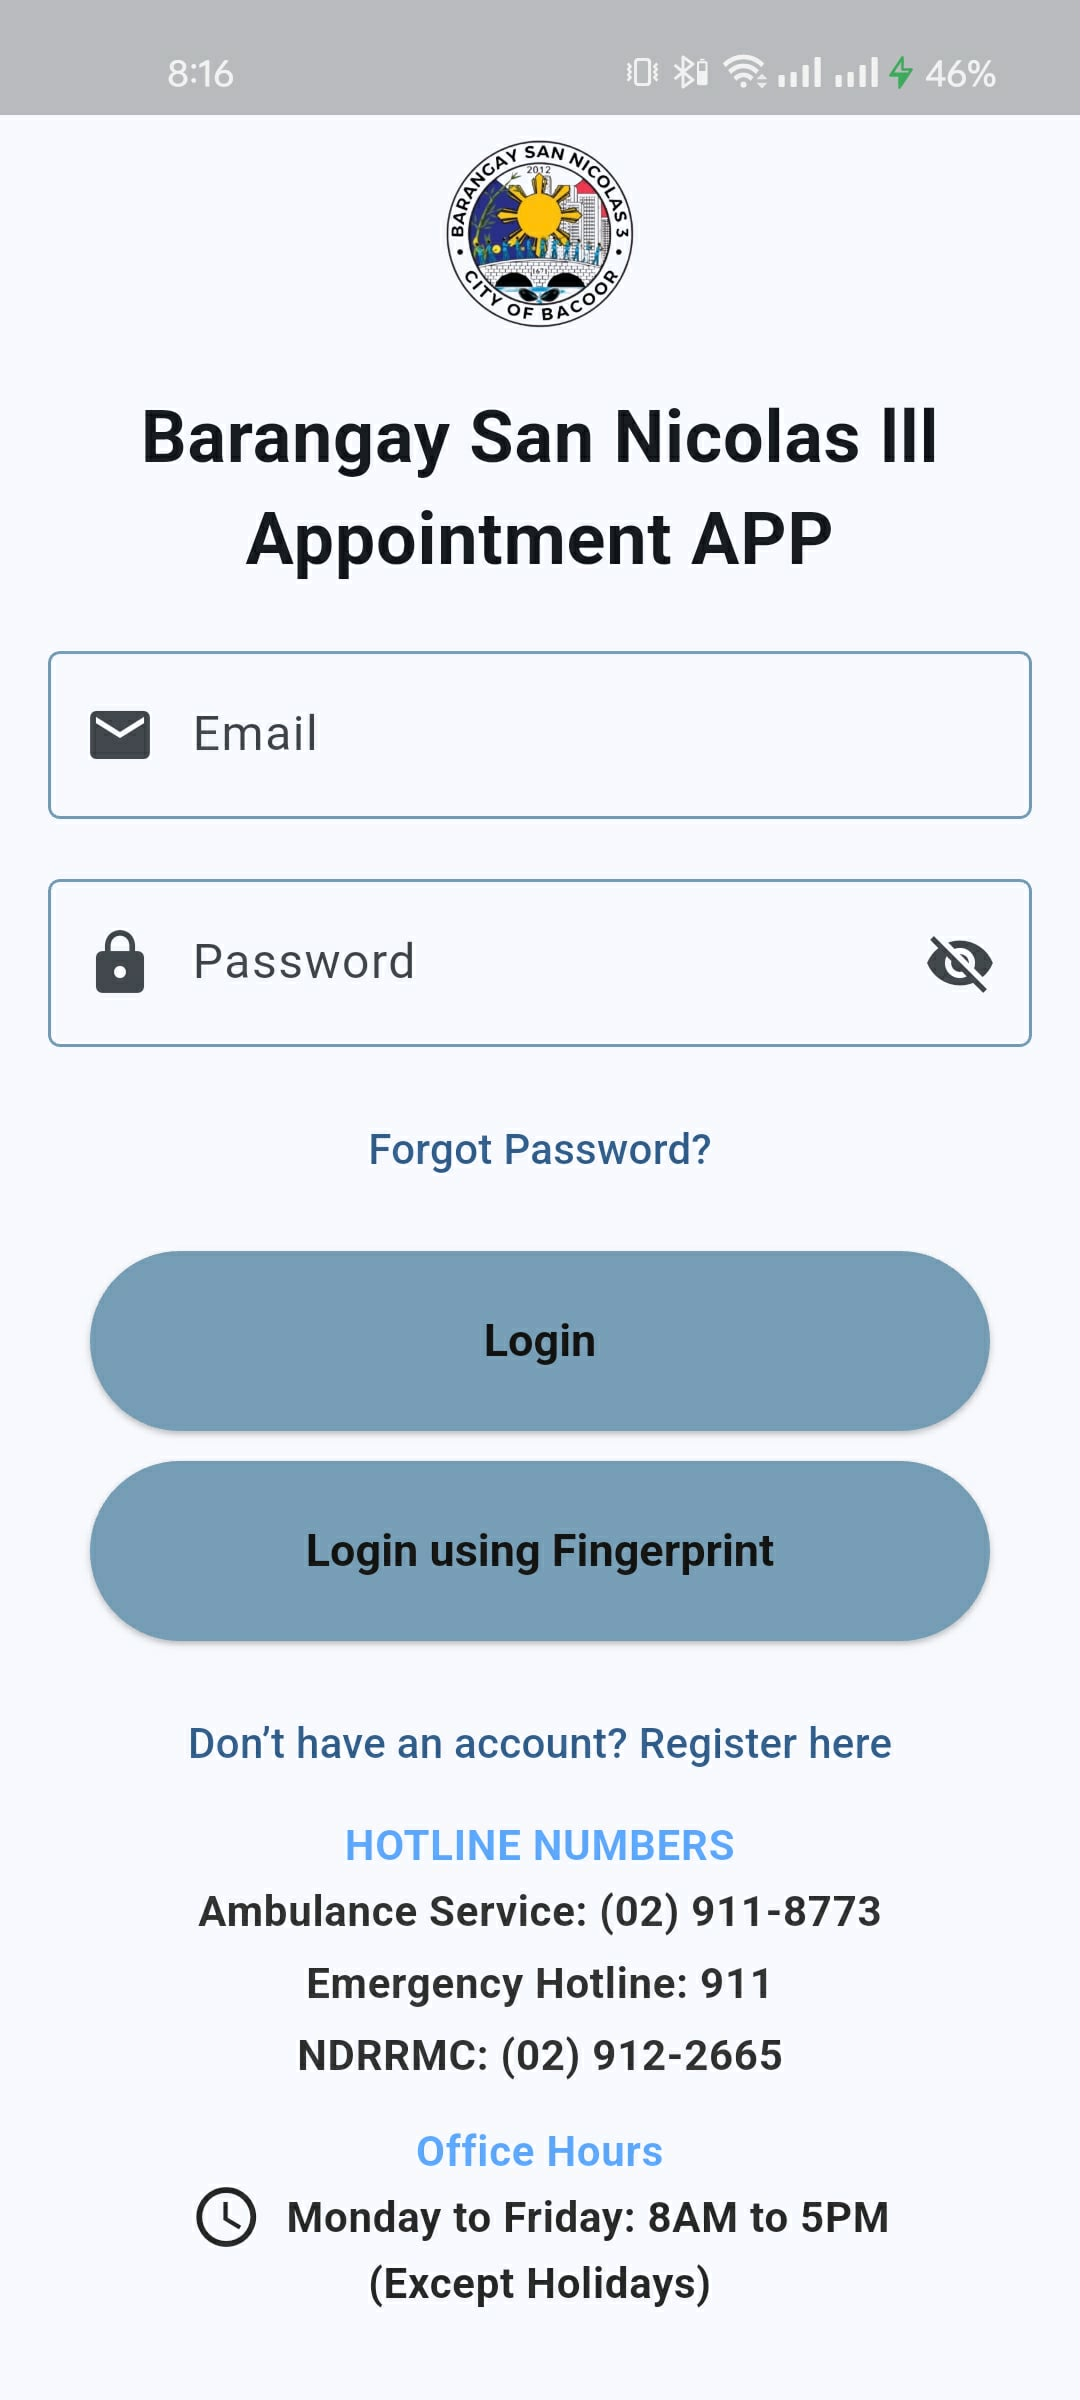 8:16
46%
BARANGAY SAN NICOLAS 3
2012
1671
CITY OF BACOOR
Barangay San Nicolas lll
Appointment APP
Email
Password
Forgot Password?
Login
Login using Fingerprint
Don’t have an account? Register here
HOTLINE NUMBERS
Ambulance Service: (02) 911-8773
Emergency Hotline: 911
NDRRMC: (02) 912-2665
Office Hours
Monday to Friday: 8AM to 5PM
(Except Holidays)